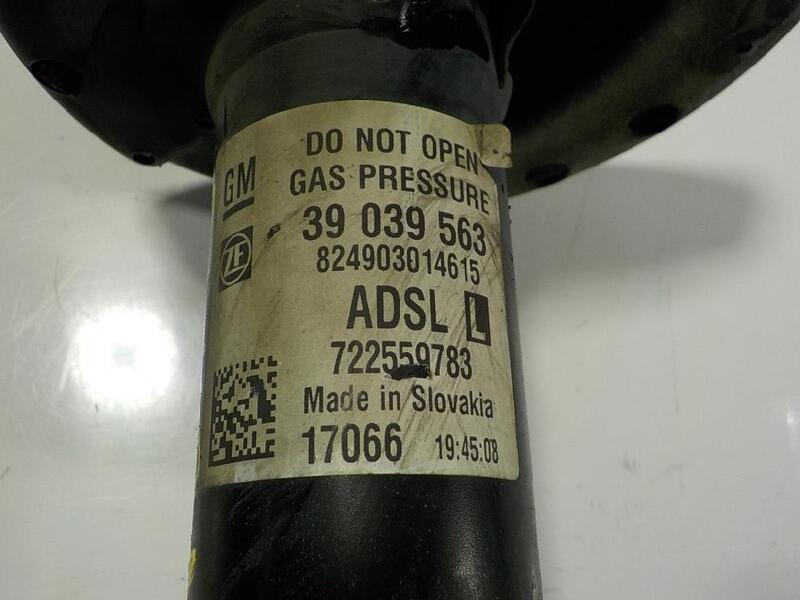 DO NOT OPEN
GAS PRESSURE
GM
39 039 563
ZF
824903014615
ADSL L
722559783
Made in Slovakia
17066 19:45:08